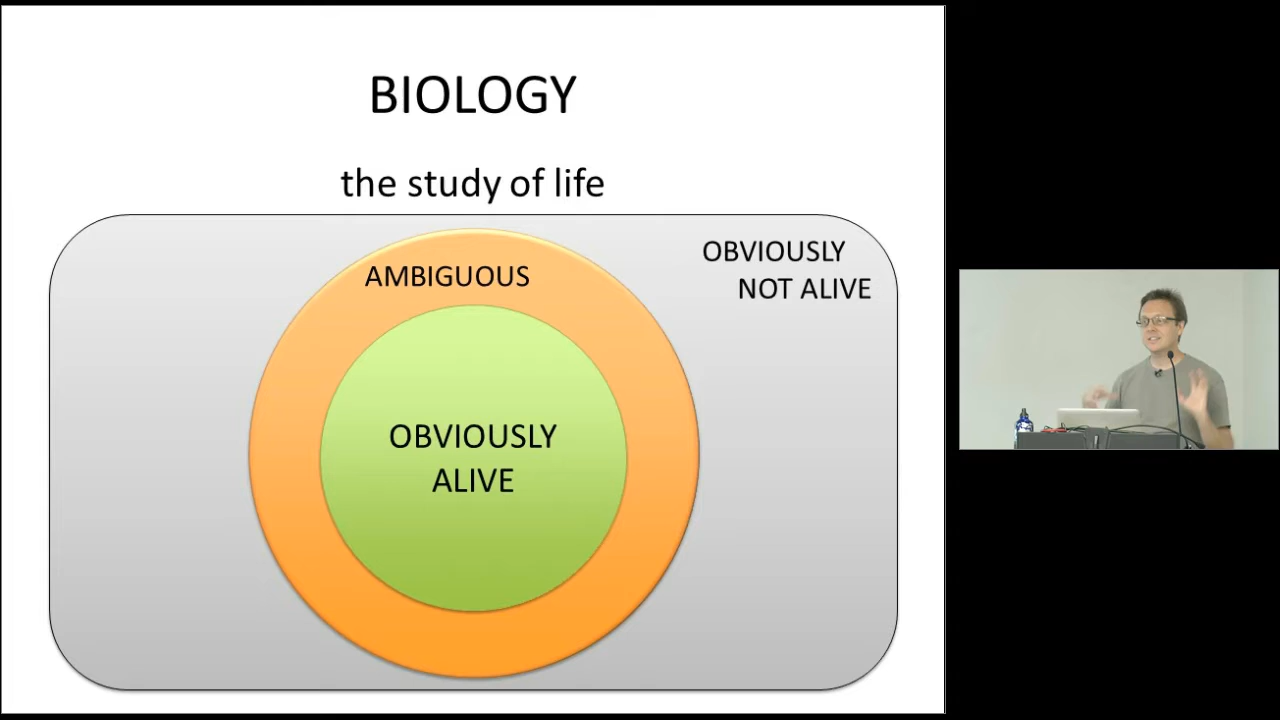 BIOLOGY
the study of life
AMBIGUOUS
OBVIOUSLY
NOT ALIVE
OBVIOUSLY
ALIVE